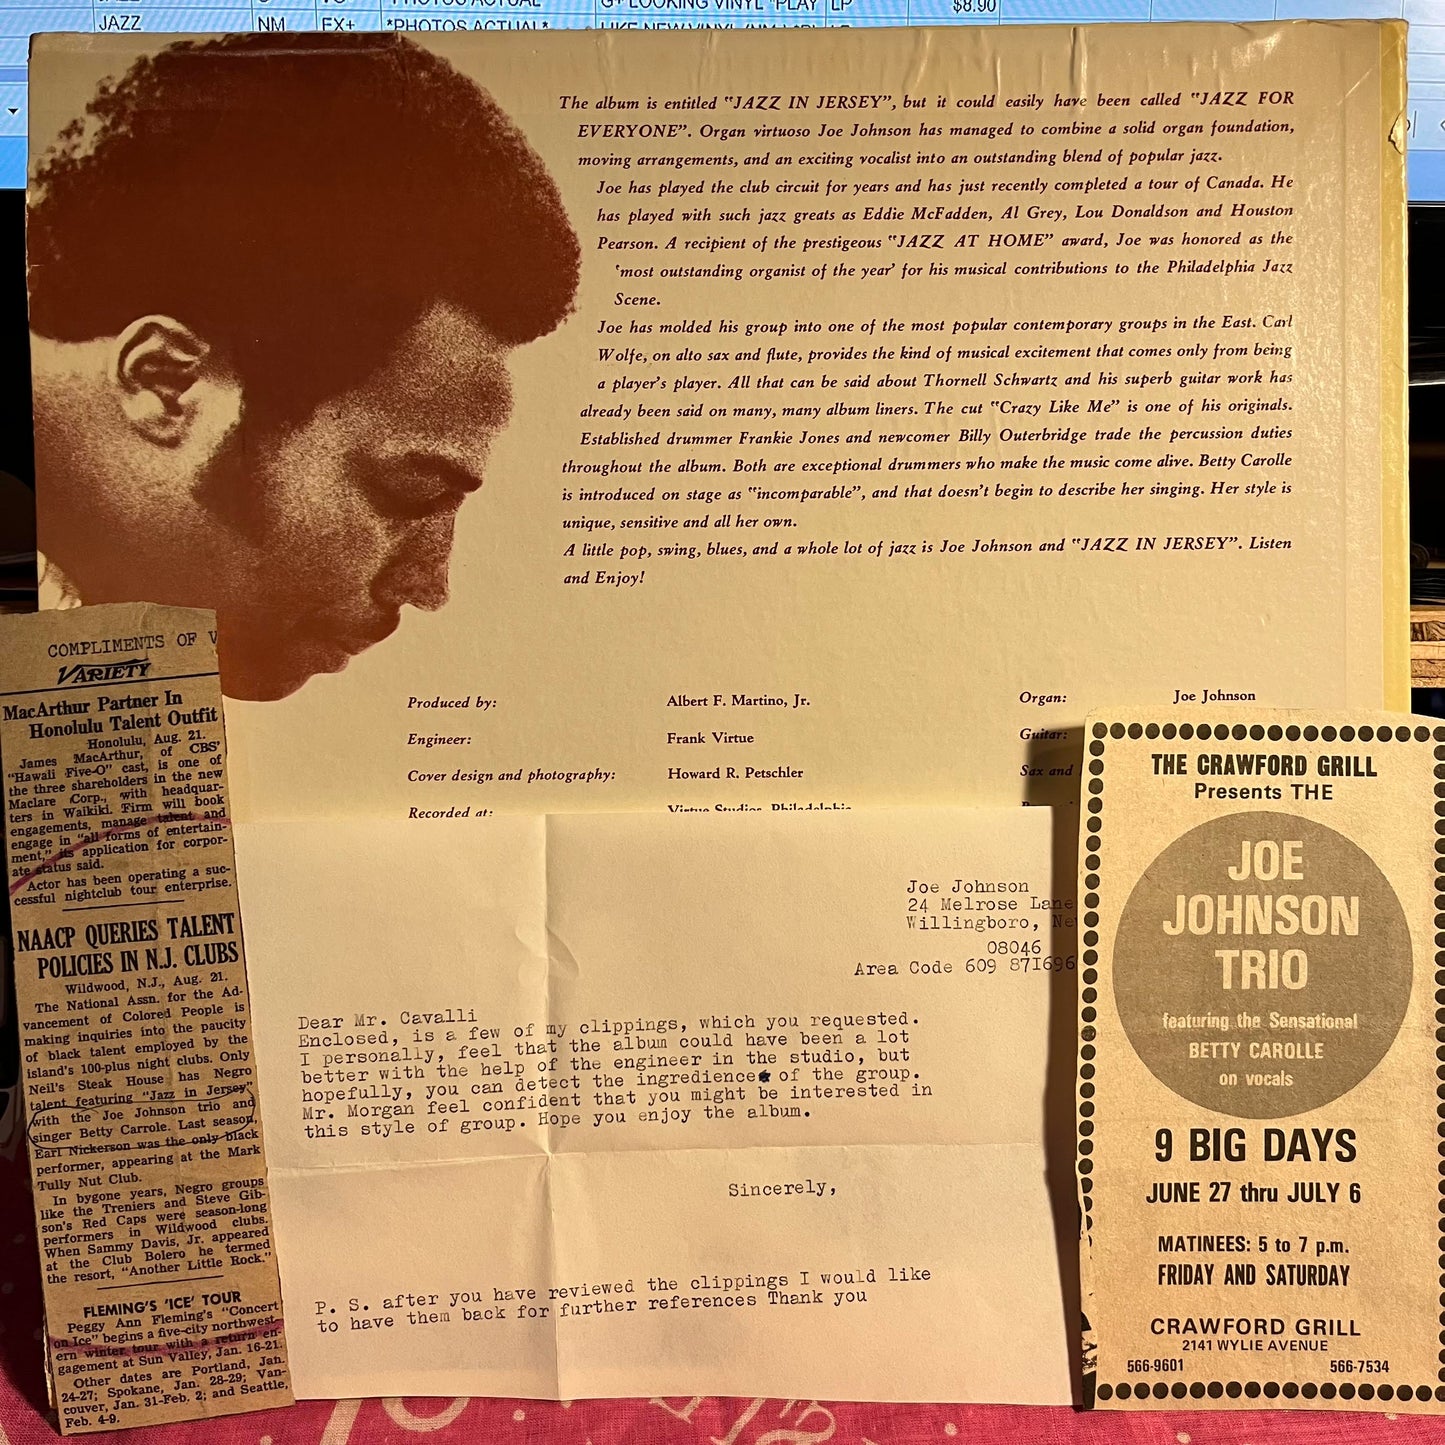 JAZZ
$8.90
JAZZ
NM
EX+
*PHOTOS ACTUAL*
The album is entitled "JAZZ IN JERSEY", but it could easily have been called "JAZZ FOR
EVERYONE". Organ virtuoso Joe Johnson has managed to combine a solid organ foundation,
moving arrangements, and an exciting vocalist into an outstanding blend of popular jazz.
Joe has played the club circuit for years and has just recently completed a tour of Canada. He
has played with such jazz greats as Eddie McFadden, Al Grey, Lou Donaldson and Houston
Pearson. A recipient of the prestigeous "JAZZ AT HOME" award, Joe was honored as the
'most outstanding organist of the year' for his musical contributions to the Philadelphia Jazz
Scene.
Joe has molded his group into one of the most popular contemporary groups in the East. Carl
Wolfe, on alto sax and flute, provides the kind of musical excitement that comes only from being
a player's player. All that can be said about Thornell Schwartz and his superb guitar work has
already been said on many, many album liners. The cut "Crazy Like Me" is one of his originals.
Established drummer Frankie Jones and newcomer Billy Outerbridge trade the percussion duties
throughout the album. Both are exceptional drummers who make the music come alive. Betty Carolle
is introduced on stage as "incomparable", and that doesn't begin to describe her singing. Her style is
unique, sensitive and all her own.
A little pop, swing, blues, and a whole lot of jazz is Joe Johnson and "JAZZ IN JERSEY". Listen
and Enjoy!
Produced by: Albert F. Martino, Jr.
Engineer: Frank Virtue
Cover design and photography: Howard R. Petschler
Recorded at: Virtue Studios, Philadelphia
Organ: Joe Johnson
Guitar:
Sax and
COMPLIMENTS OF
VARIETY
MacArthur Partner In
Honolulu Talent Outfit
Honolulu, Aug. 21.
James MacArthur, of CBS'
"Hawaii Five-O" cast, is one of
the three shareholders in the new
Maclare Corp., with headquar-
ters in Waikiki. Firm will book
engagements, manage talent and
engage in "all forms of entertain-
ment," its application for corpor-
ate status said.
Actor has been operating a suc-
cessful nightclub tour enterprise.
NAACP QUERIES TALENT
POLICIES IN N.J. CLUBS
Wildwood, N.J., Aug. 21.
The National Assn. for the Ad-
vancement of Colored People is
making inquiries into the paucity
of black talent employed by the
island's 100-plus night clubs. Only
Neil's Steak House has Negro
talent featuring "Jazz in Jersey"
with the Joe Johnson trio and
singer Betty Carrole. Last season,
Earl Nickerson was the only black
performer, appearing at the Mark
Tully Nut Club.
In bygone years, Negro groups
like the Treniers and Steve Gib-
son's Red Caps were season-long
performers in Wildwood clubs.
When Sammy Davis, Jr. appeared
at the Club Bolero he termed
the resort, "Another Little Rock."
FLEMING'S 'ICE' TOUR
Peggy Ann Fleming's "Concert
on Ice" begins a five-city northwest-
ern winter tour with a return en-
gagement at Sun Valley, Jan. 16-21.
Other dates are Portland, Jan.
24-27; Spokane, Jan. 28-29; Van-
couver, Jan. 31-Feb. 2; and Seattle,
Feb. 4-9.
Joe Johnson
24 Melrose Lane
Willingboro, Ne
08046
Area Code 609 871696
Dear Mr. Cavalli
Enclosed, is a few of my clippings, which you requested.
I personally, feel that the album could have been a lot
better with the help of the engineer in the studio, but
hopefully, you can detect the ingredience of the group.
Mr. Morgan feel confident that you might be interested in
this style of group. Hope you enjoy the album.
Sincerely,
P. S. after you have reviewed the clippings I would like
to have them back for further references Thank you
THE CRAWFORD GRILL
Presents THE
JOE
JOHNSON
TRIO
featuring the Sensational
BETTY CAROLLE
on vocals
9 BIG DAYS
JUNE 27 thru JULY 6
MATINEES: 5 to 7 p.m.
FRIDAY AND SATURDAY
CRAWFORD GRILL
2141 WYLIE AVENUE
566-9601 566-7534